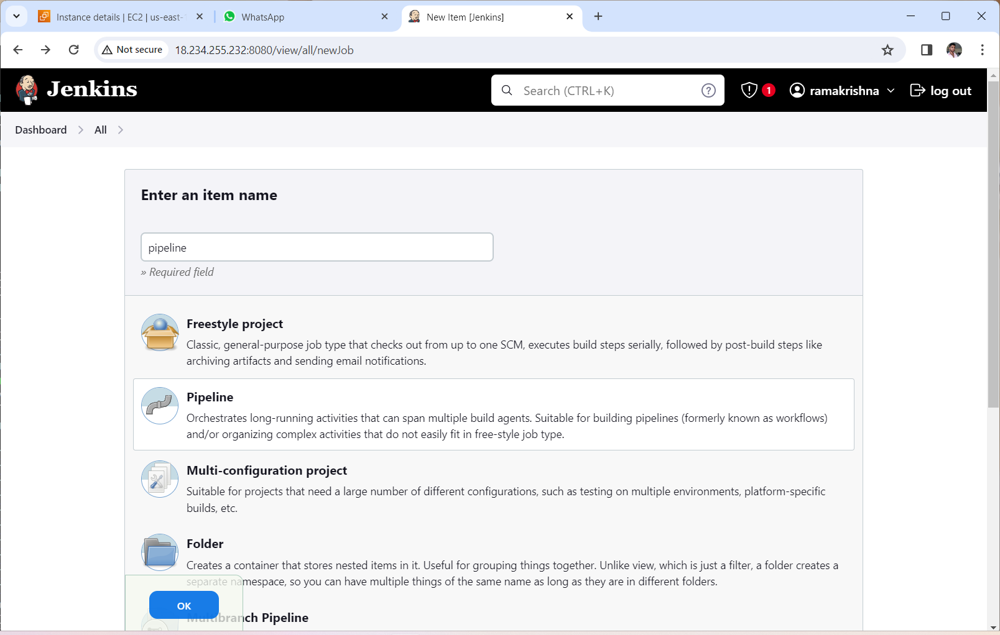 Instance details | EC2 | us-east-
WhatsApp
New Item [Jenkins]
Not secure
18.234.255.232:8080/view/all/newJob
Jenkins
Search (CTRL+K)
1
ramakrishna
log out
Dashboard
All
Enter an item name
pipeline
» Required field
Freestyle project
Classic, general-purpose job type that checks out from up to one SCM, executes build steps serially, followed by post-build steps like
archiving artifacts and sending email notifications.
Pipeline
Orchestrates long-running activities that can span multiple build agents. Suitable for building pipelines (formerly known as workflows)
and/or organizing complex activities that do not easily fit in free-style job type.
Multi-configuration project
Suitable for projects that need a large number of different configurations, such as testing on multiple environments, platform-specific
builds, etc.
Folder
Creates a container that stores nested items in it. Useful for grouping things together. Unlike view, which is just a filter, a folder creates a
separate namespace, so you can have multiple things of the same name as long as they are in different folders.
OK
Multibranch Pipeline